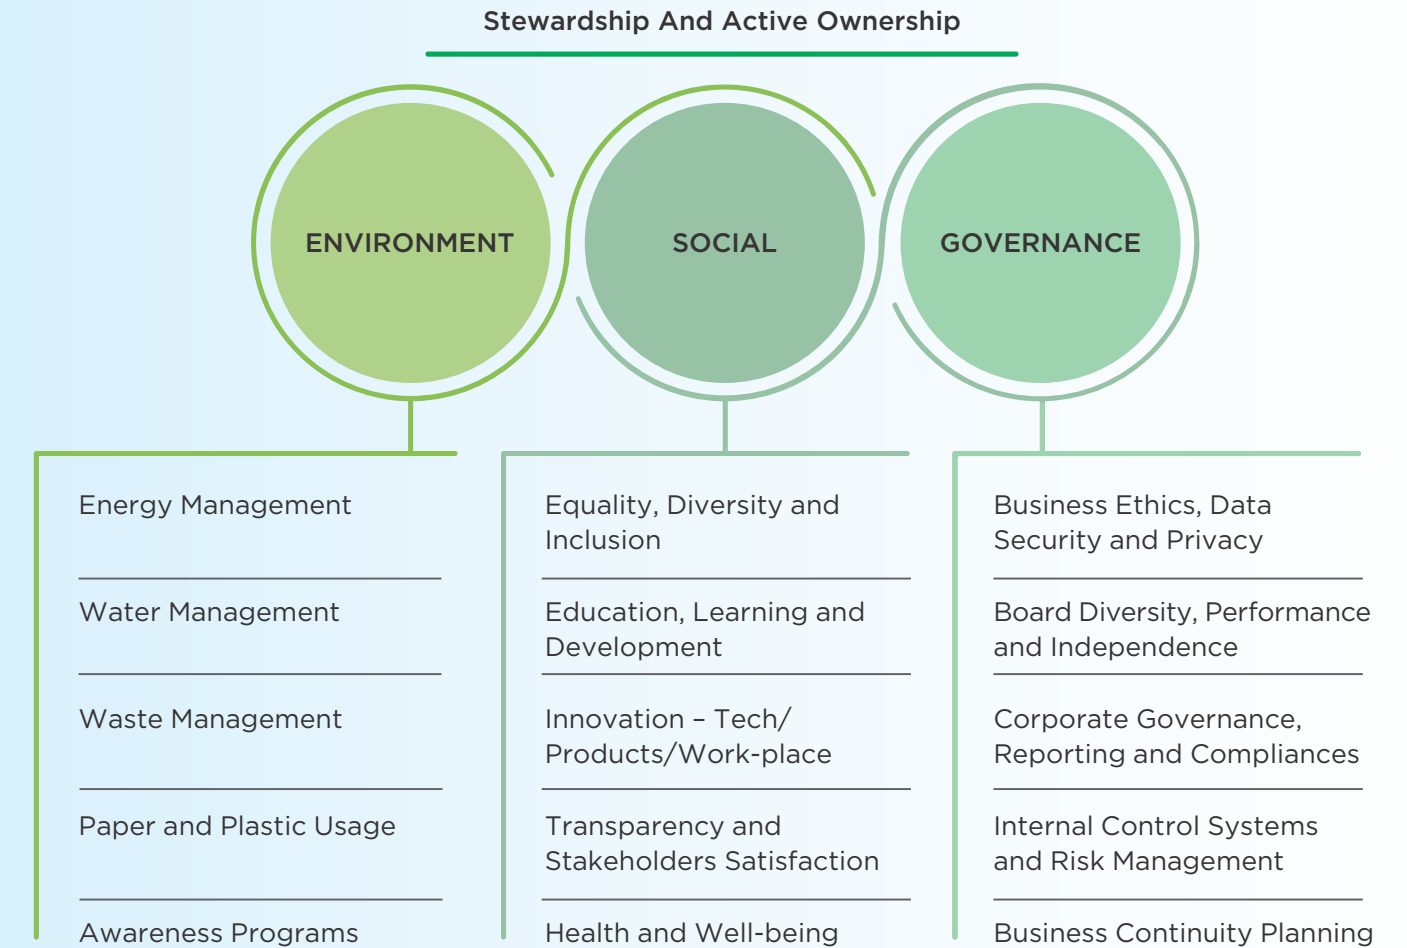 Stewardship And Active Ownership
ENVIRONMENT
SOCIAL
GOVERNANCE
Energy Management
Water Management
Waste Management
Paper and Plastic Usage
Awareness Programs
Equality, Diversity and
Inclusion
Education, Learning and
Development
Innovation – Tech/
Products/Work-place
Transparency and
Stakeholders Satisfaction
Health and Well-being
Business Ethics, Data
Security and Privacy
Board Diversity, Performance
and Independence
Corporate Governance,
Reporting and Compliances
Internal Control Systems
and Risk Management
Business Continuity Planning